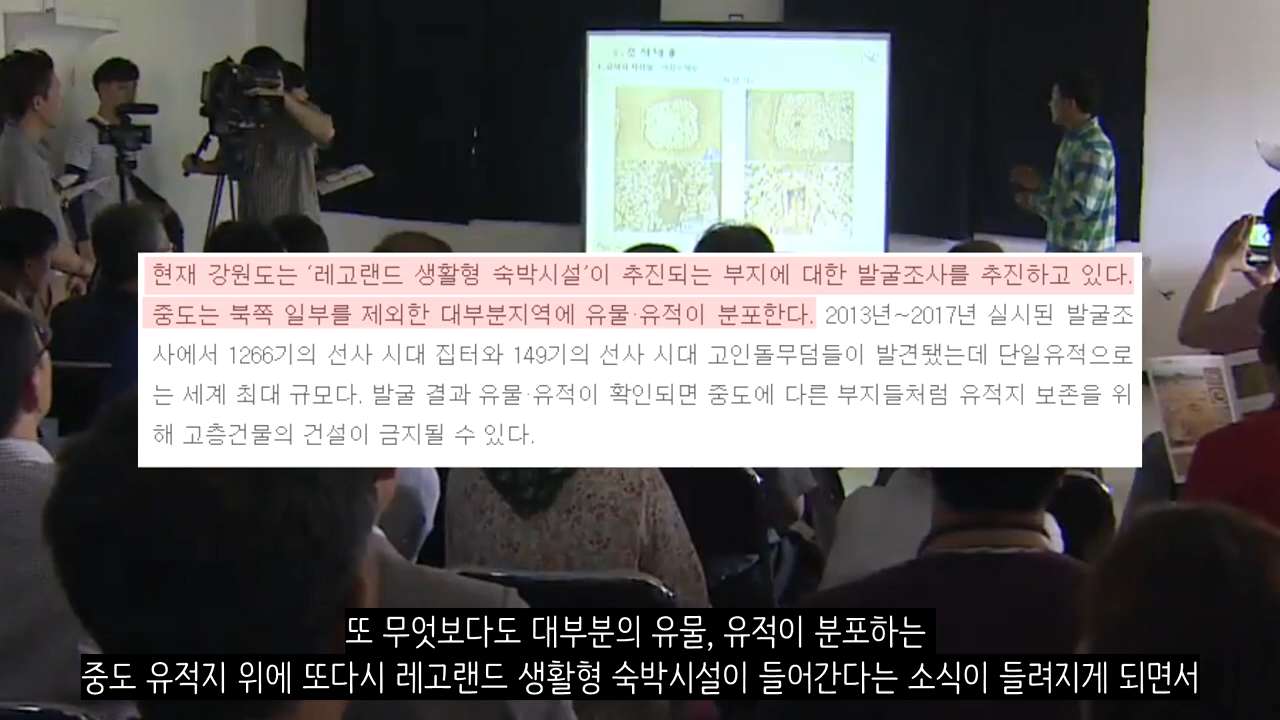 현재 강원도는 ‘레고랜드 생활형 숙박시설’이 추진되는 부지에 대한 발굴조사를 추진하고 있다.
중도는 북쪽 일부를 제외한 대부분지역에 유물·유적이 분포한다. 2013년~2017년 실시된 발굴조
사에서 1266기의 선사 시대 집터와 149기의 선사 시대 고인돌무덤들이 발견됐는데 단일유적으로
는 세계 최대 규모다. 발굴 결과 유물·유적이 확인되면 중도에 다른 부지들처럼 유적지 보존을 위
해 고층건물의 건설이 금지될 수 있다.
또 무엇보다도 대부분의 유물, 유적이 분포하는
중도 유적지 위에 또다시 레고랜드 생활형 숙박시설이 들어간다는 소식이 들려지게 되면서